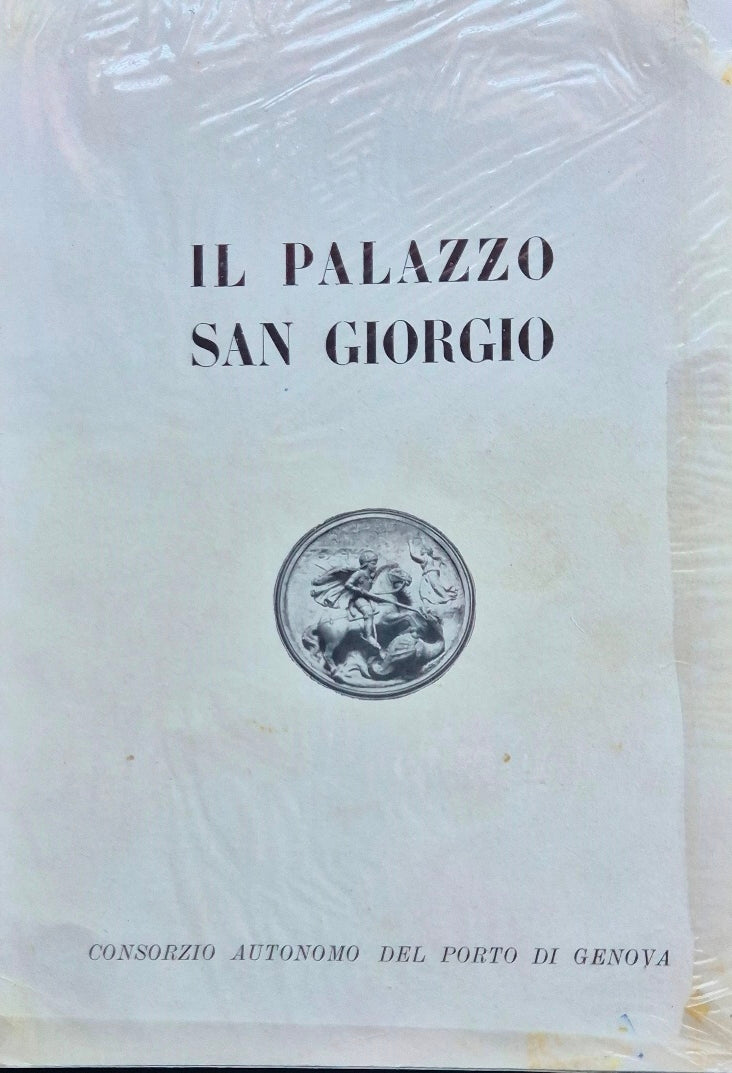 IL PALAZZO
SAN GIORGIO
CONSORZIO AUTONOMO DEL PORTO DI GENOVA